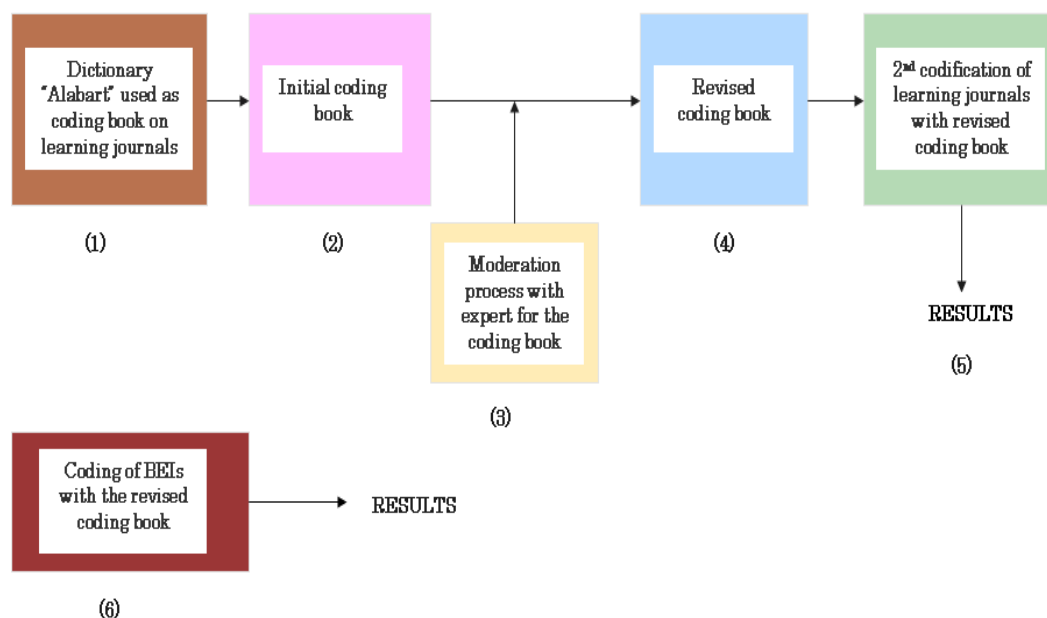 Dictionary
"Alabart" used as
coding book on
learning journals
(1)
Initial coding
book
(2)
Moderation
process with
expert for the
coding book
(3)
Revised
coding book
(4)
2nd codification of
learning journals
with revised
coding book
RESULTS
(5)
Coding of BEIs
with the revised
coding book
RESULTS
(6)